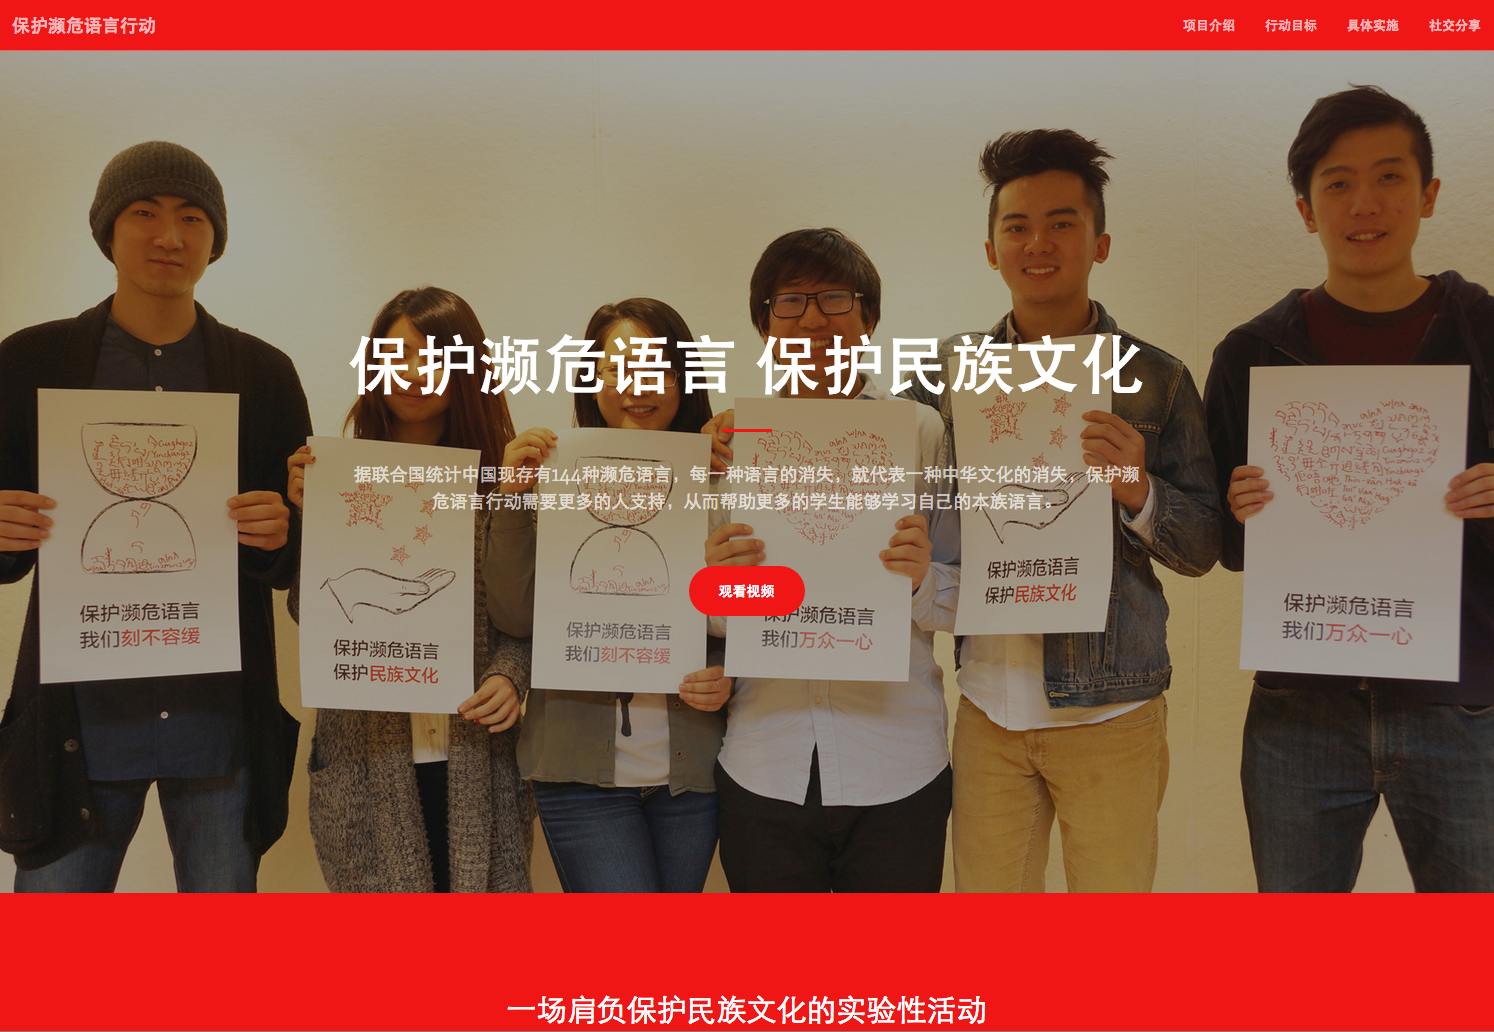 保护濒危语言行动
项目介绍
行动目标
具体实施
社交分享
保护濒危语言 保护民族文化
据联合国统计中国现存有144种濒危语言，每一种语言的消失，就代表一种中华文化的消失，保护濒
危语言行动需要更多的人支持，从而帮助更多的学生能够学习自己的本族语言。
观看视频
保护濒危语言
我们刻不容缓
保护濒危语言
保护民族文化
保护濒危语言
我们刻不容缓
保护濒危语言
我们万众一心
保护濒危语言
保护民族文化
保护濒危语言
我们万众一心
一场肩负保护民族文化的实验性活动